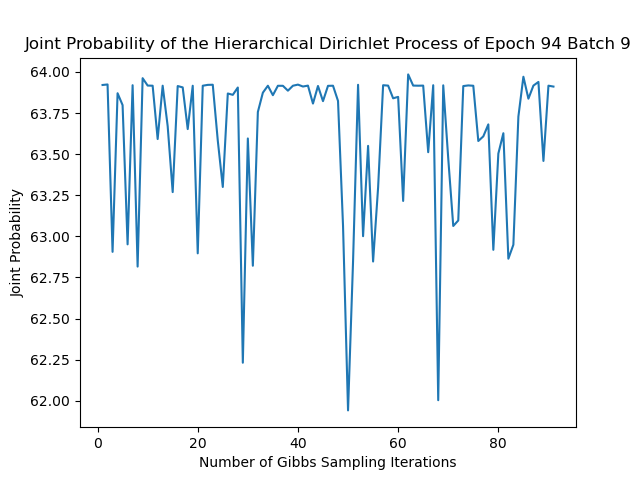 Joint Probability of the Hierarchical Dirichlet Process of Epoch 94 Batch 9
64.00
63.75
63.50
63.25
63.00
62.75
62.50
62.25
62.00
Joint Probability
0 20 40 60 80
Number of Gibbs Sampling Iterations